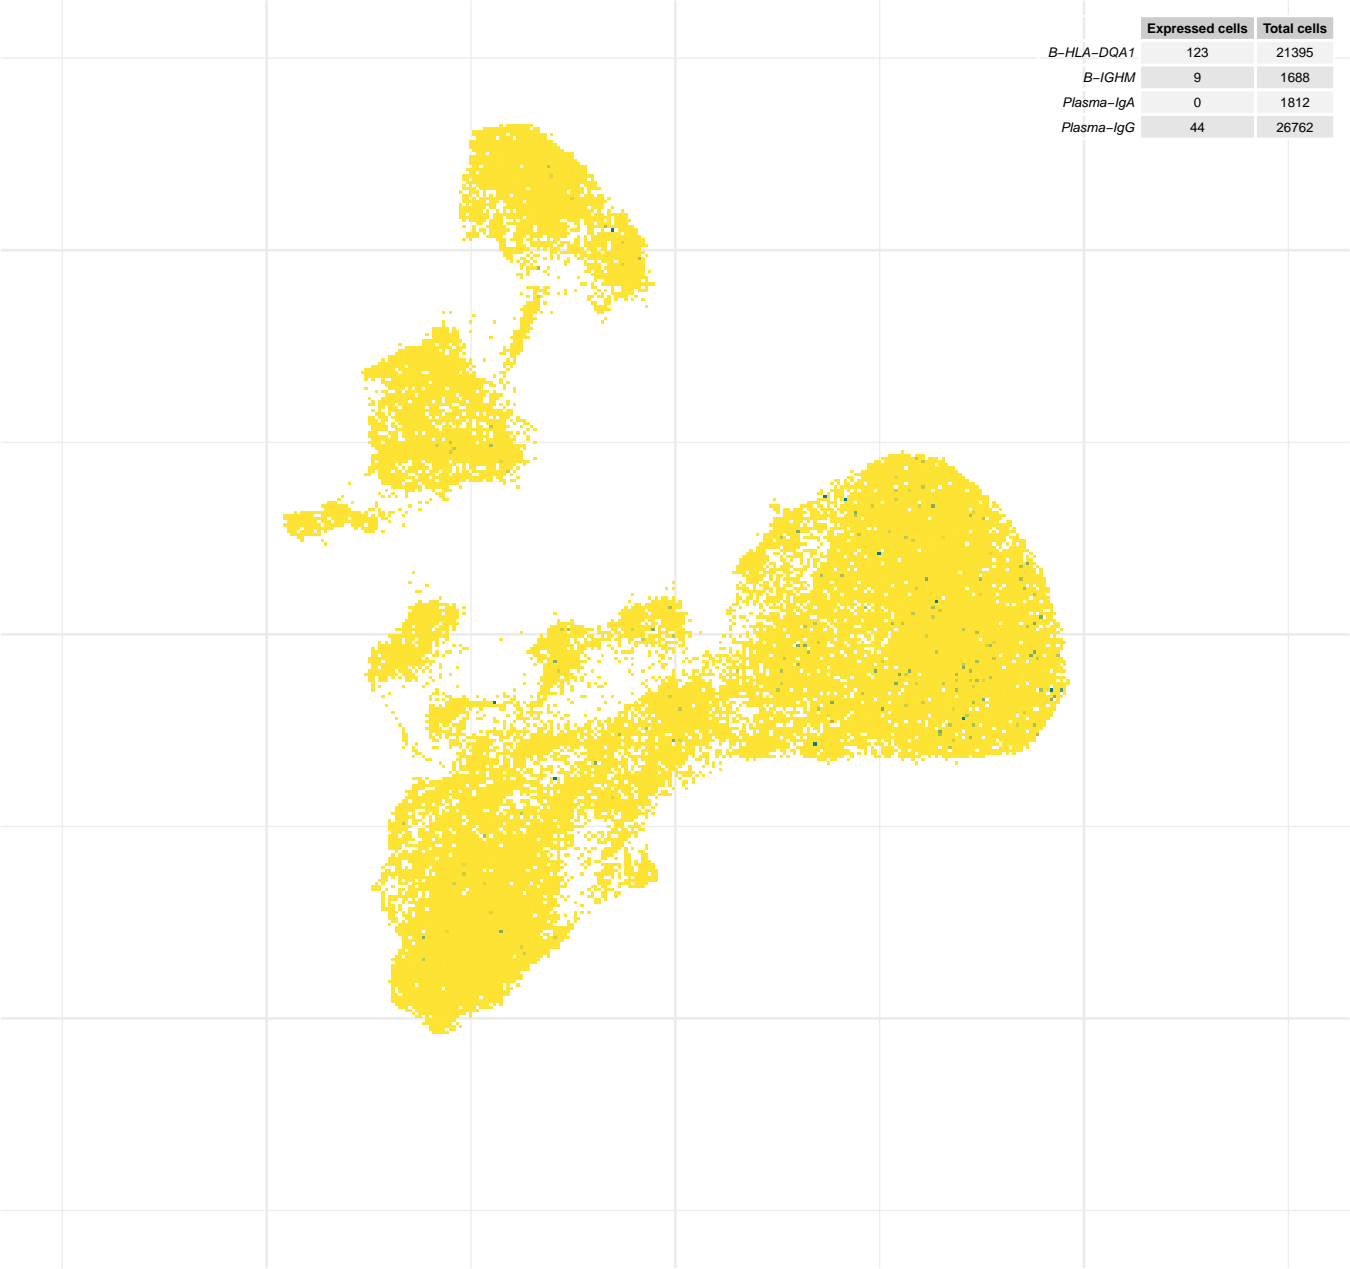 Expressed cells Total cells
B−HLA−DQA1 123 21395
B−IGHM 9 1688
Plasma−IgA 0 1812
Plasma−IgG 44 26762